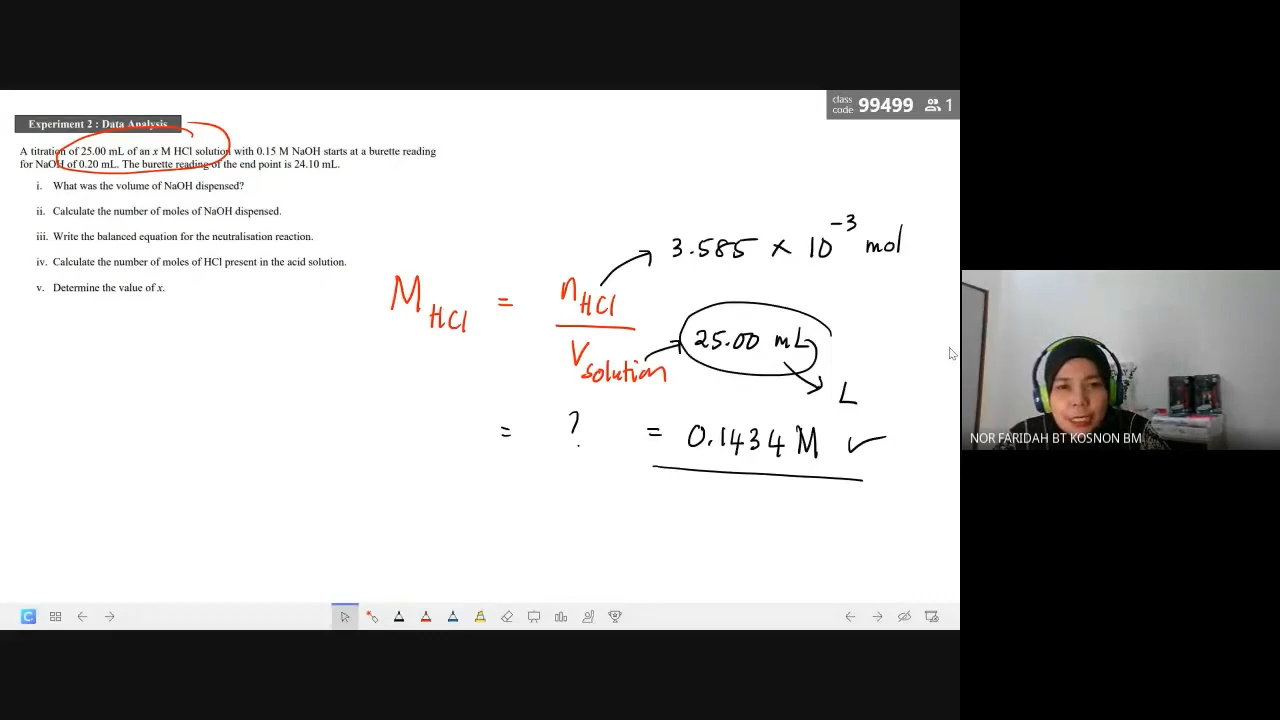 class code 99499 1
Experiment 2 : Data Analysis
A titration of 25.00 mL of an x M HCl solution with 0.15 M NaOH starts at a burette reading
for NaOH of 0.20 mL. The burette reading of the end point is 24.10 mL.
i. What was the volume of NaOH dispensed?
ii. Calculate the number of moles of NaOH dispensed.
iii. Write the balanced equation for the neutralisation reaction.
iv. Calculate the number of moles of HCl present in the acid solution.
v. Determine the value of x.
3.585 × 10⁻³ mol
M HCl = n HCl
V solution
25.00 mL
L
= ? = 0.1434 M ✓
NOR FARIDAH BT KOSNON BM
C